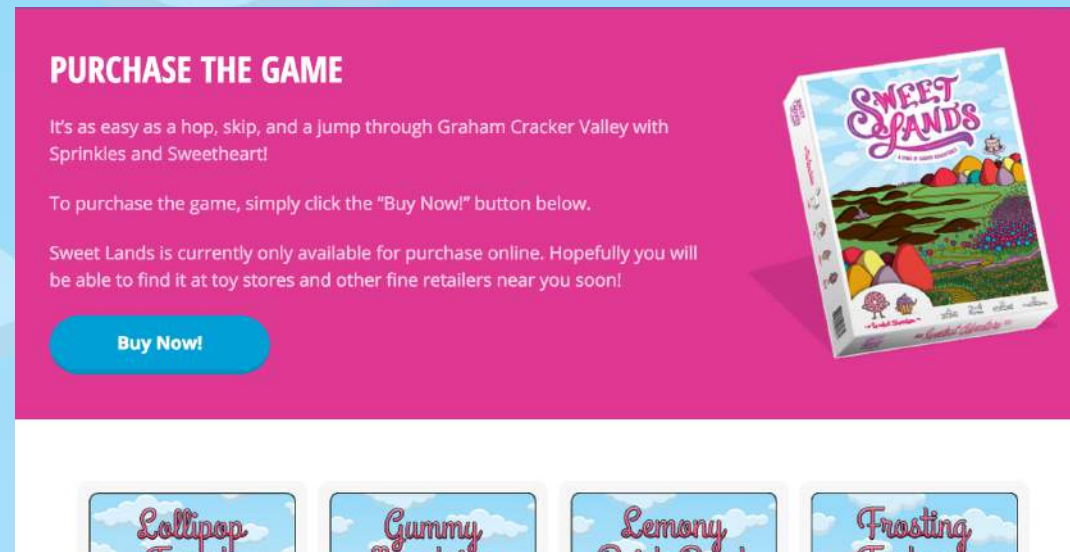 PURCHASE THE GAME
It's as easy as a hop, skip, and a jump through Graham Cracker Valley with
Sprinkles and Sweetheart!
To purchase the game, simply click the “Buy Now!” button below.
Sweet Lands is currently only available for purchase online. Hopefully you will
be able to find it at toy stores and other fine retailers near you soon!
Buy Now!
SWEET
LANDS
Lollipop
Gummy
Lemony
Frosting